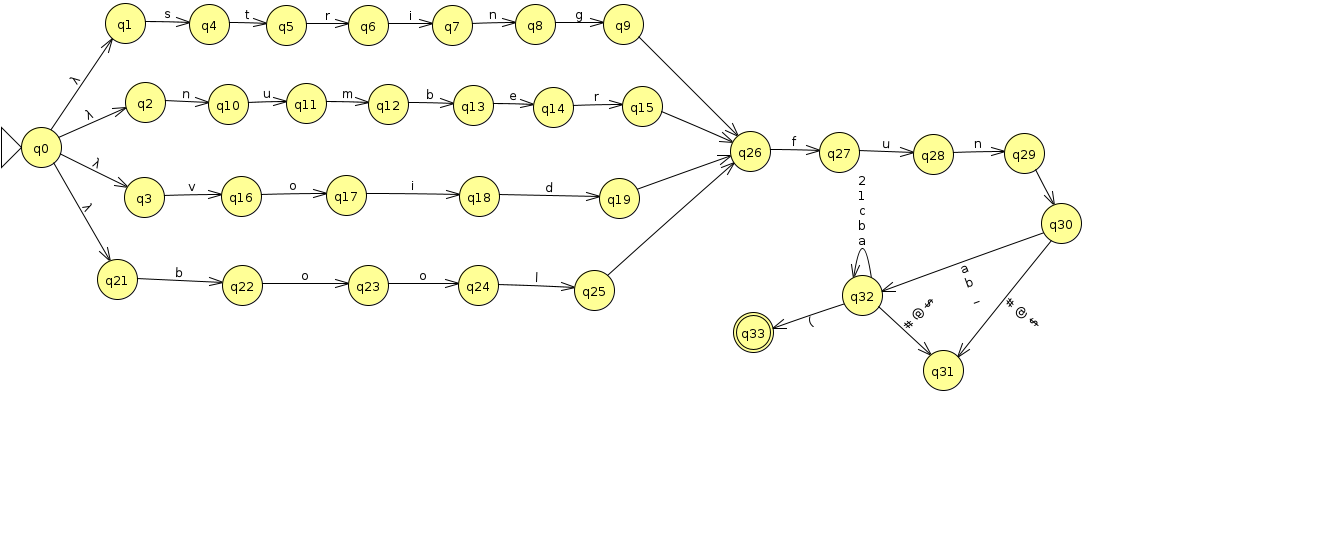 q1 s q4 t q5 r q6 i q7 n q8 g q9
λ
q2 n q10 u q11 m q12 b q13 e q14 r q15
λ
q0
q26 f q27 u q28 n q29
λ
q3 v q16 o q17 i q18 d q19
λ
2
1
c
b
a
q30
q21 b q22 o q23 o q24 l q25
a
b
_
q32
# @ $
# @ $
(
q33
q31